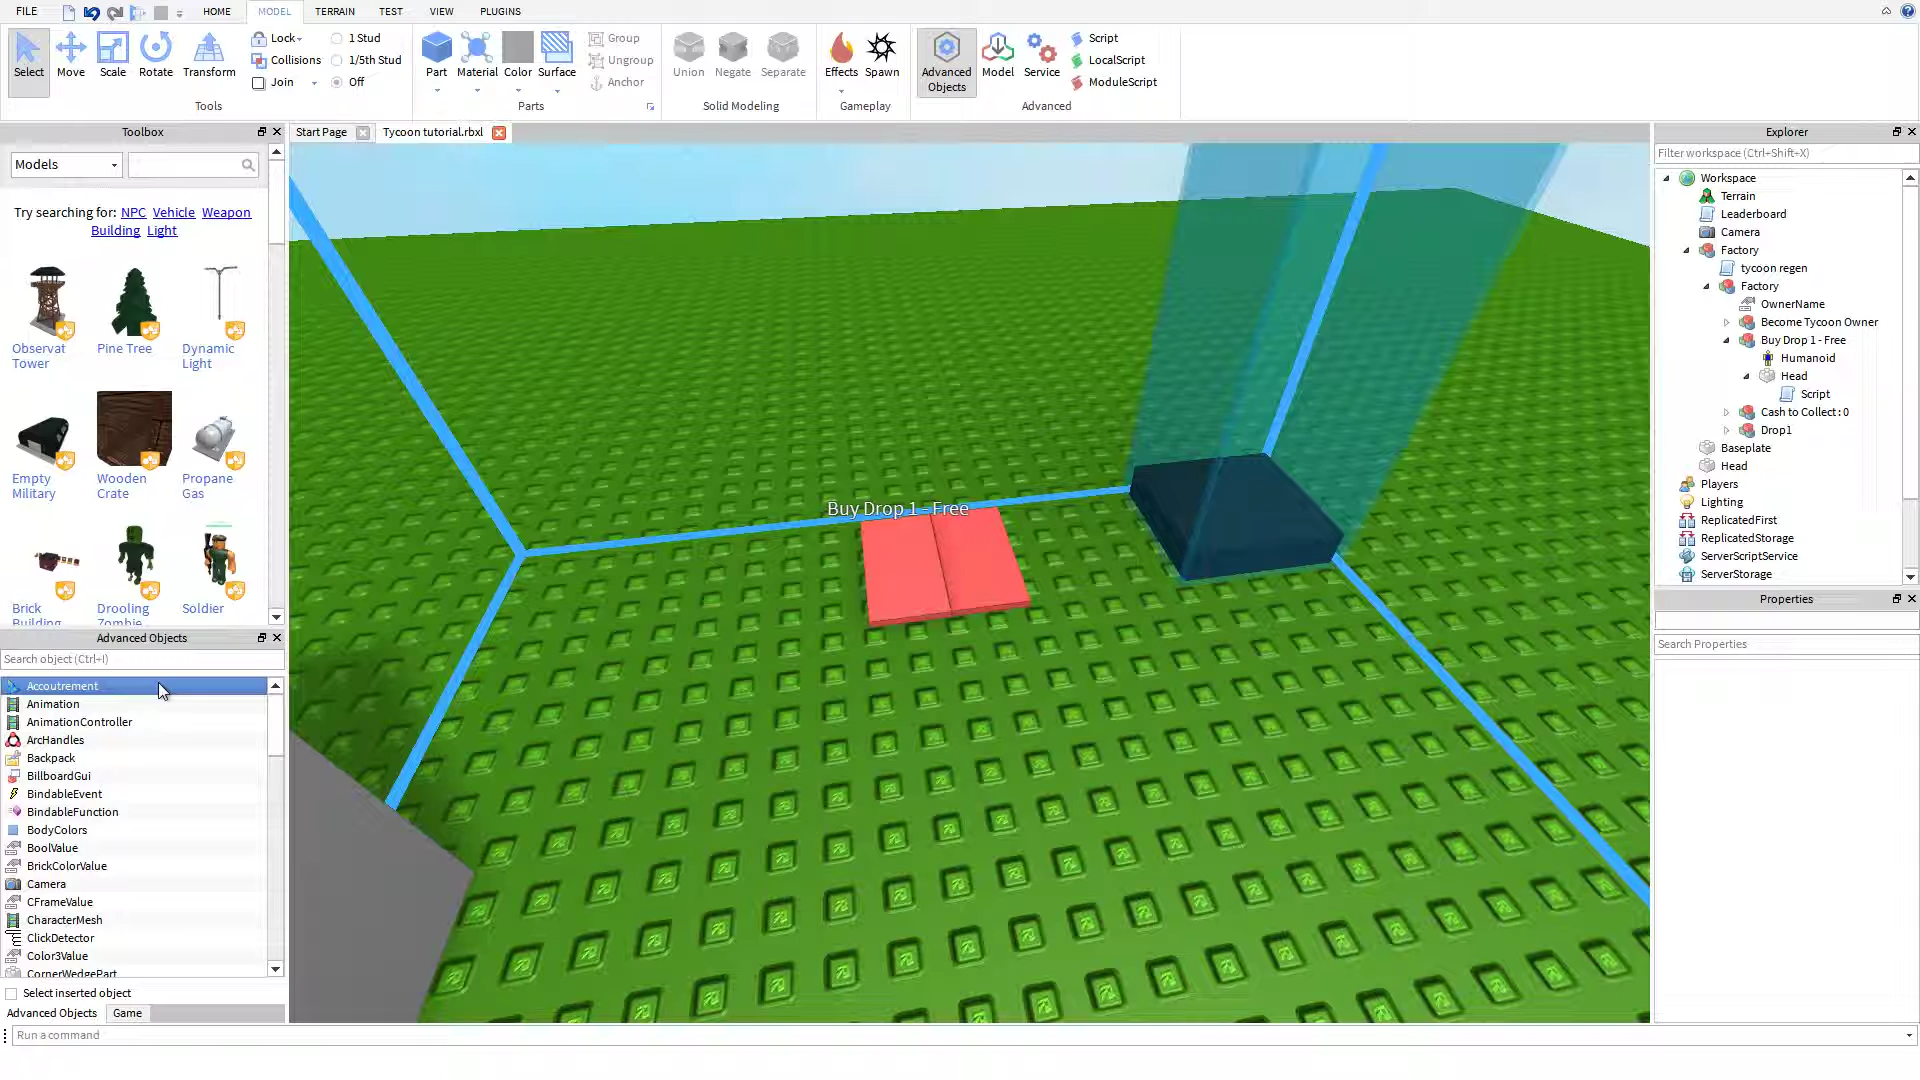 FILE HOME MODEL TERRAIN TEST VIEW PLUGINS
Select Move Scale Rotate Transform
Lock 1 Stud
Collisions 1/5th Stud
Join Off
Tools
Part Material Color Surface
Group
Ungroup
Anchor
Parts
Union Negate Separate
Solid Modeling
Effects Spawn
Gameplay
Advanced Objects Model Service
Script
LocalScript
ModuleScript
Advanced
Toolbox
Models
Try searching for: NPC Vehicle Weapon
Building Light
Observat Tower
Pine Tree
Dynamic Light
Empty Military
Wooden Crate
Propane Gas
Brick Building
Drooling Zombie
Soldier
Advanced Objects
Search object (Ctrl+I)
Accoutrement
Animation
AnimationController
ArcHandles
Backpack
BillboardGui
BindableEvent
BindableFunction
BodyColors
BoolValue
BrickColorValue
Camera
CFrameValue
CharacterMesh
ClickDetector
Color3Value
CornerWedgePart
Select inserted object
Advanced Objects Game
Run a command
Start Page Tycoon tutorial.rbxl
Buy Drop 1 - Free
Explorer
Filter workspace (Ctrl+Shift+X)
Workspace
Terrain
Leaderboard
Camera
Factory
tycoon regen
Factory
OwnerName
Become Tycoon Owner
Buy Drop 1 - Free
Humanoid
Head
Script
Cash to Collect : 0
Drop1
Baseplate
Head
Players
Lighting
ReplicatedFirst
ReplicatedStorage
ServerScriptService
ServerStorage
Properties
Search Properties